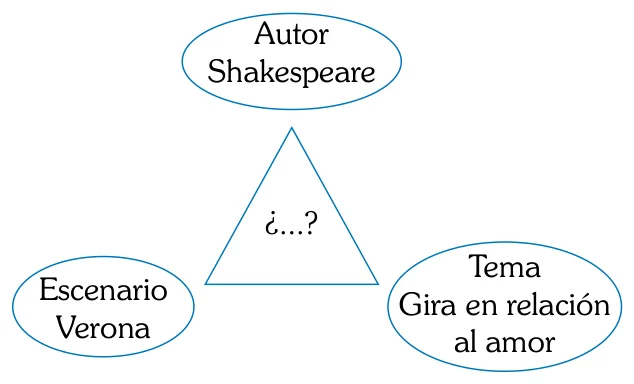 Autor
Shakespeare
¿...?
Escenario
Verona
Tema
Gira en relación
al amor